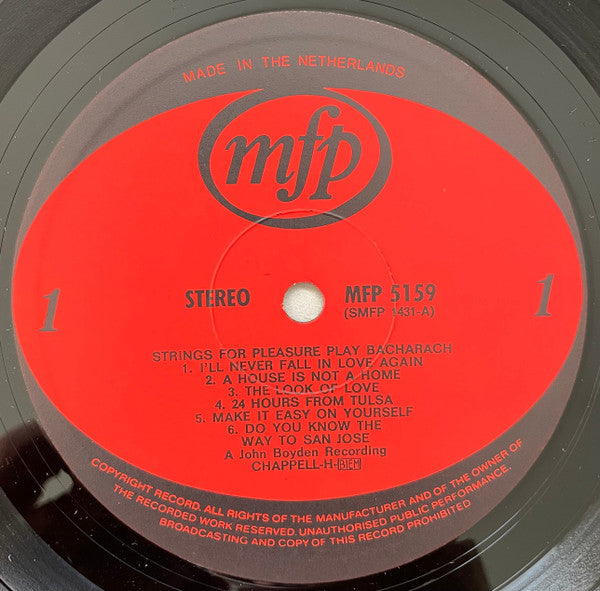 MADE IN THE NETHERLANDS
mfp
STEREO
MFP 5159
(SMFP 1431-A)
1
1
STRINGS FOR PLEASURE PLAY BACHARACH
1. I'LL NEVER FALL IN LOVE AGAIN
2. A HOUSE IS NOT A HOME
3. THE LOOK OF LOVE
4. 24 HOURS FROM TULSA
5. MAKE IT EASY ON YOURSELF
6. DO YOU KNOW THE
WAY TO SAN JOSE
A John Boyden Recording
CHAPPELL-H-BIEM
COPYRIGHT RECORD. ALL RIGHTS OF THE MANUFACTURER AND OF THE OWNER OF
THE RECORDED WORK RESERVED. UNAUTHORISED PUBLIC PERFORMANCE.
BROADCASTING AND COPY OF THIS RECORD PROHIBITED